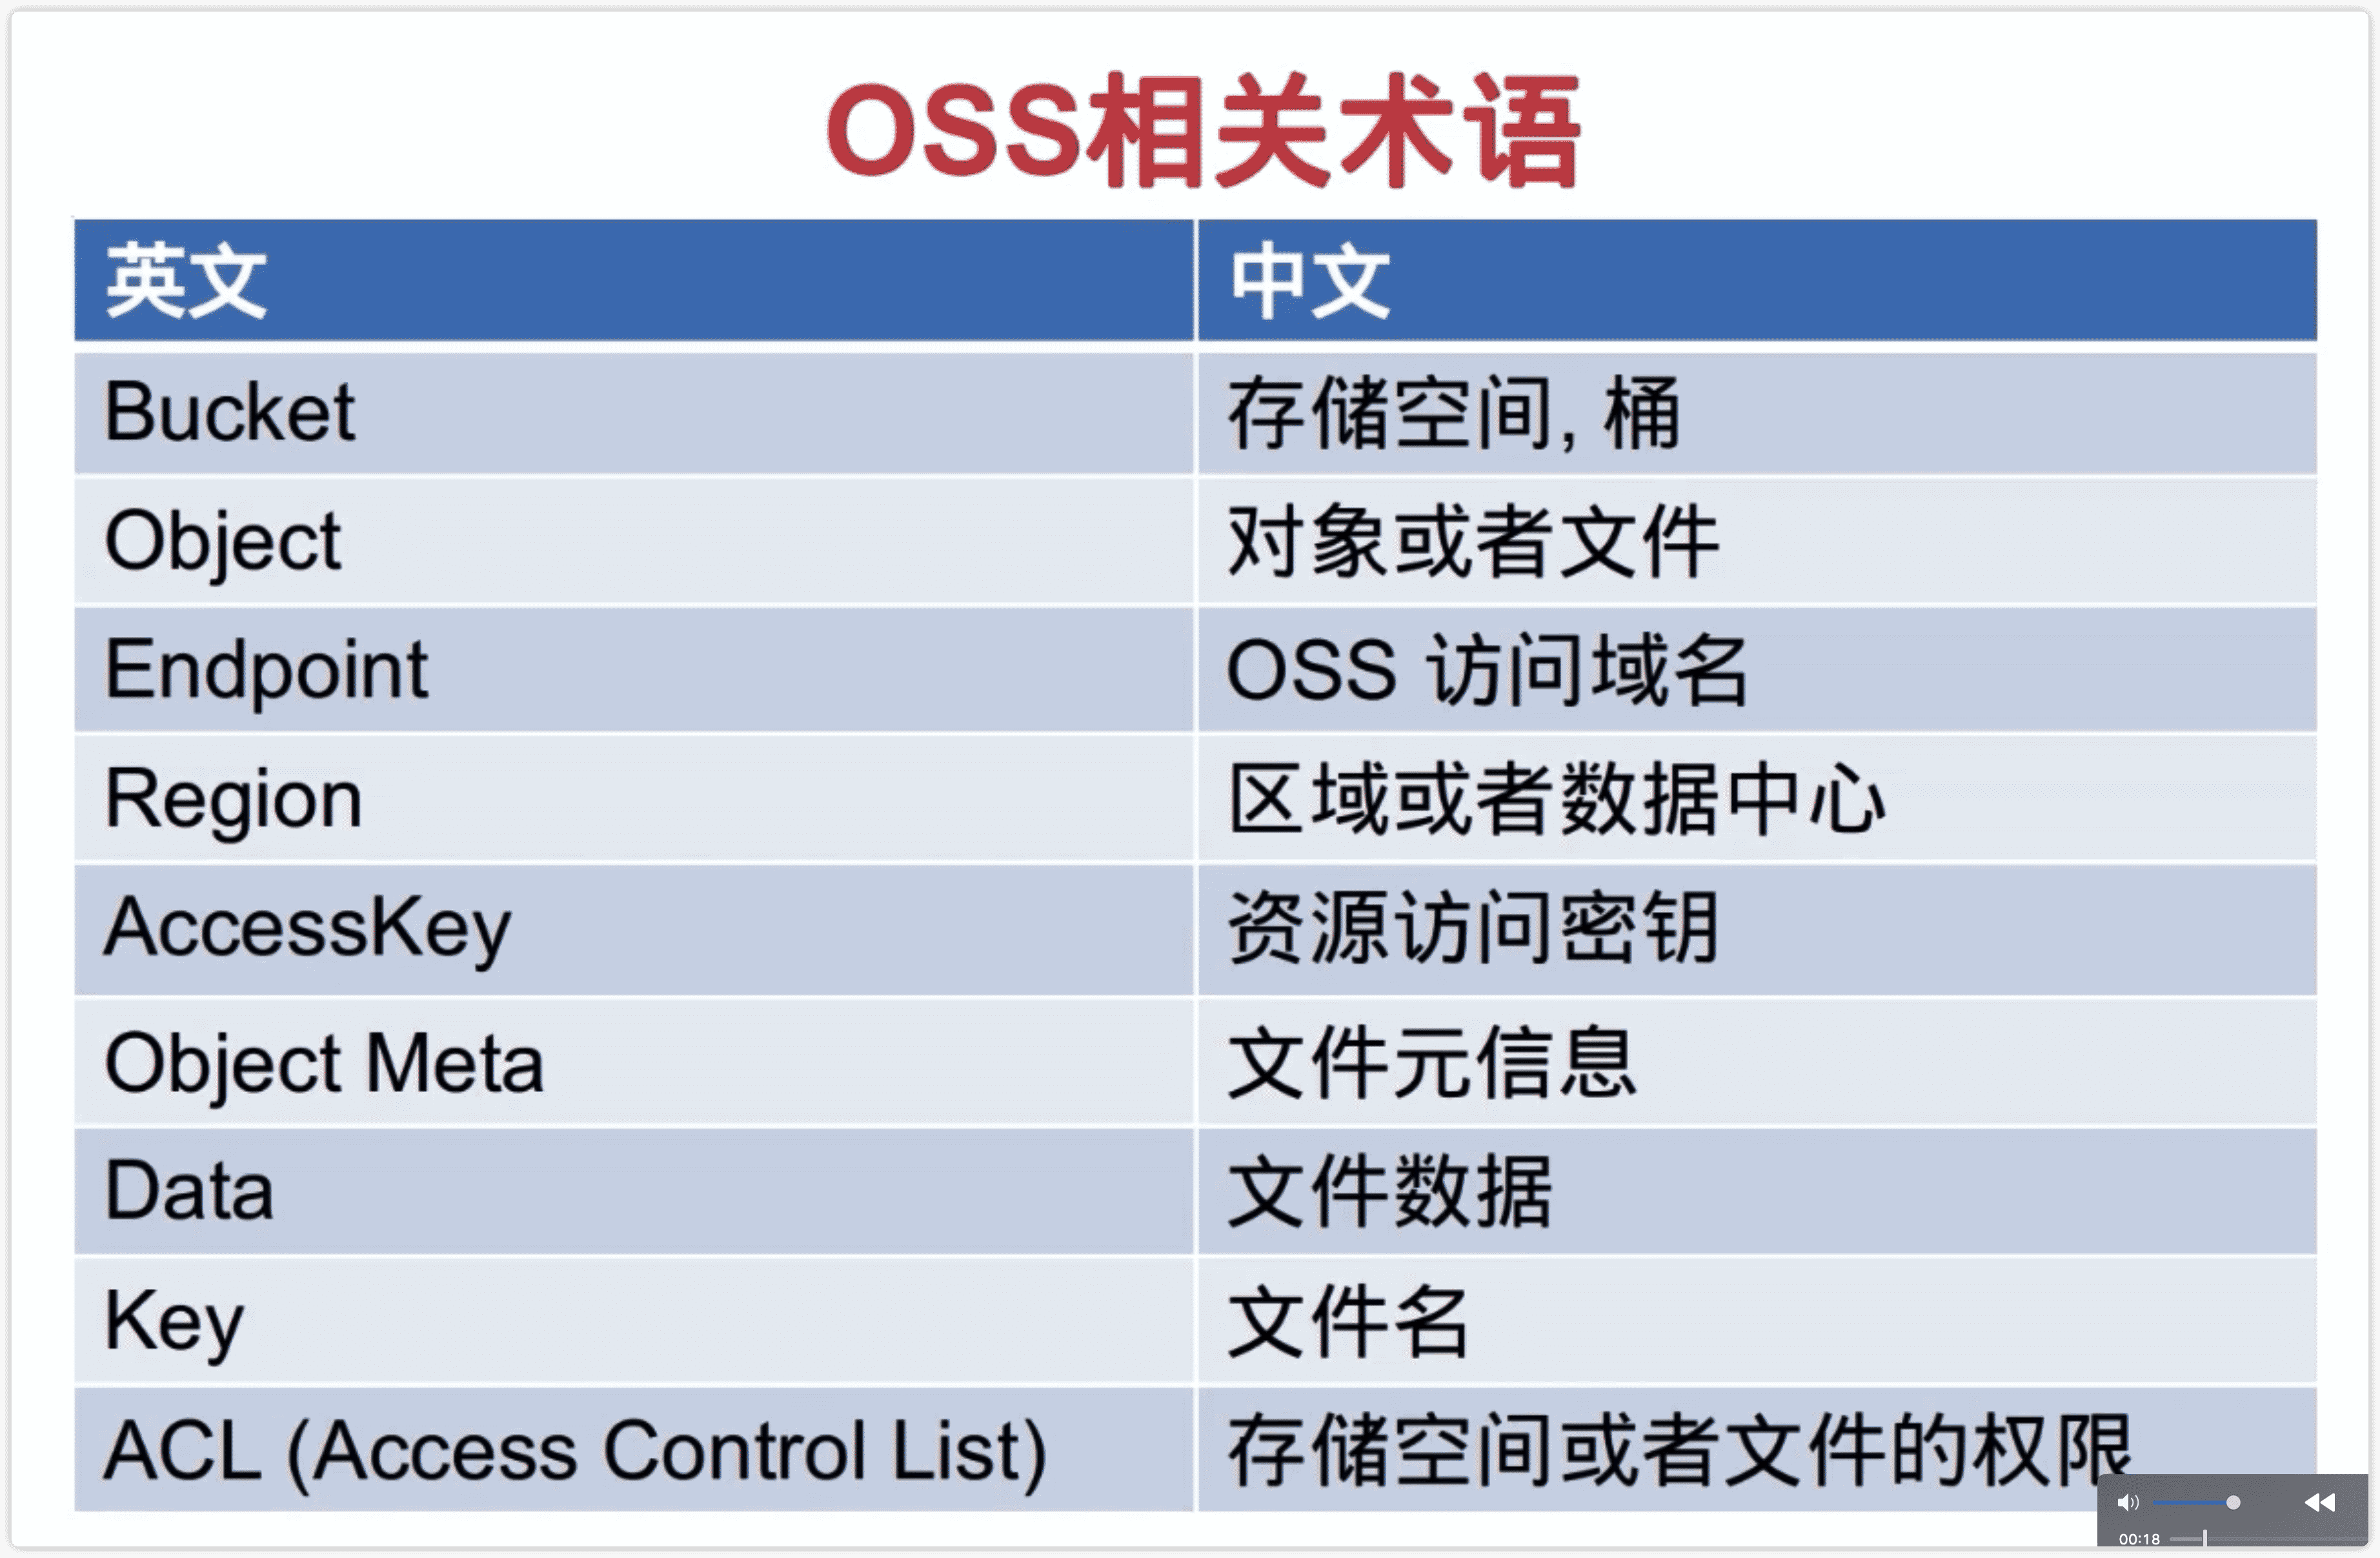 OSS相关术语
英文 中文
Bucket 存储空间, 桶
Object 对象或者文件
Endpoint OSS 访问域名
Region 区域或者数据中心
AccessKey 资源访问密钥
Object Meta 文件元信息
Data 文件数据
Key 文件名
ACL (Access Control List) 存储空间或者文件的权限
00:18